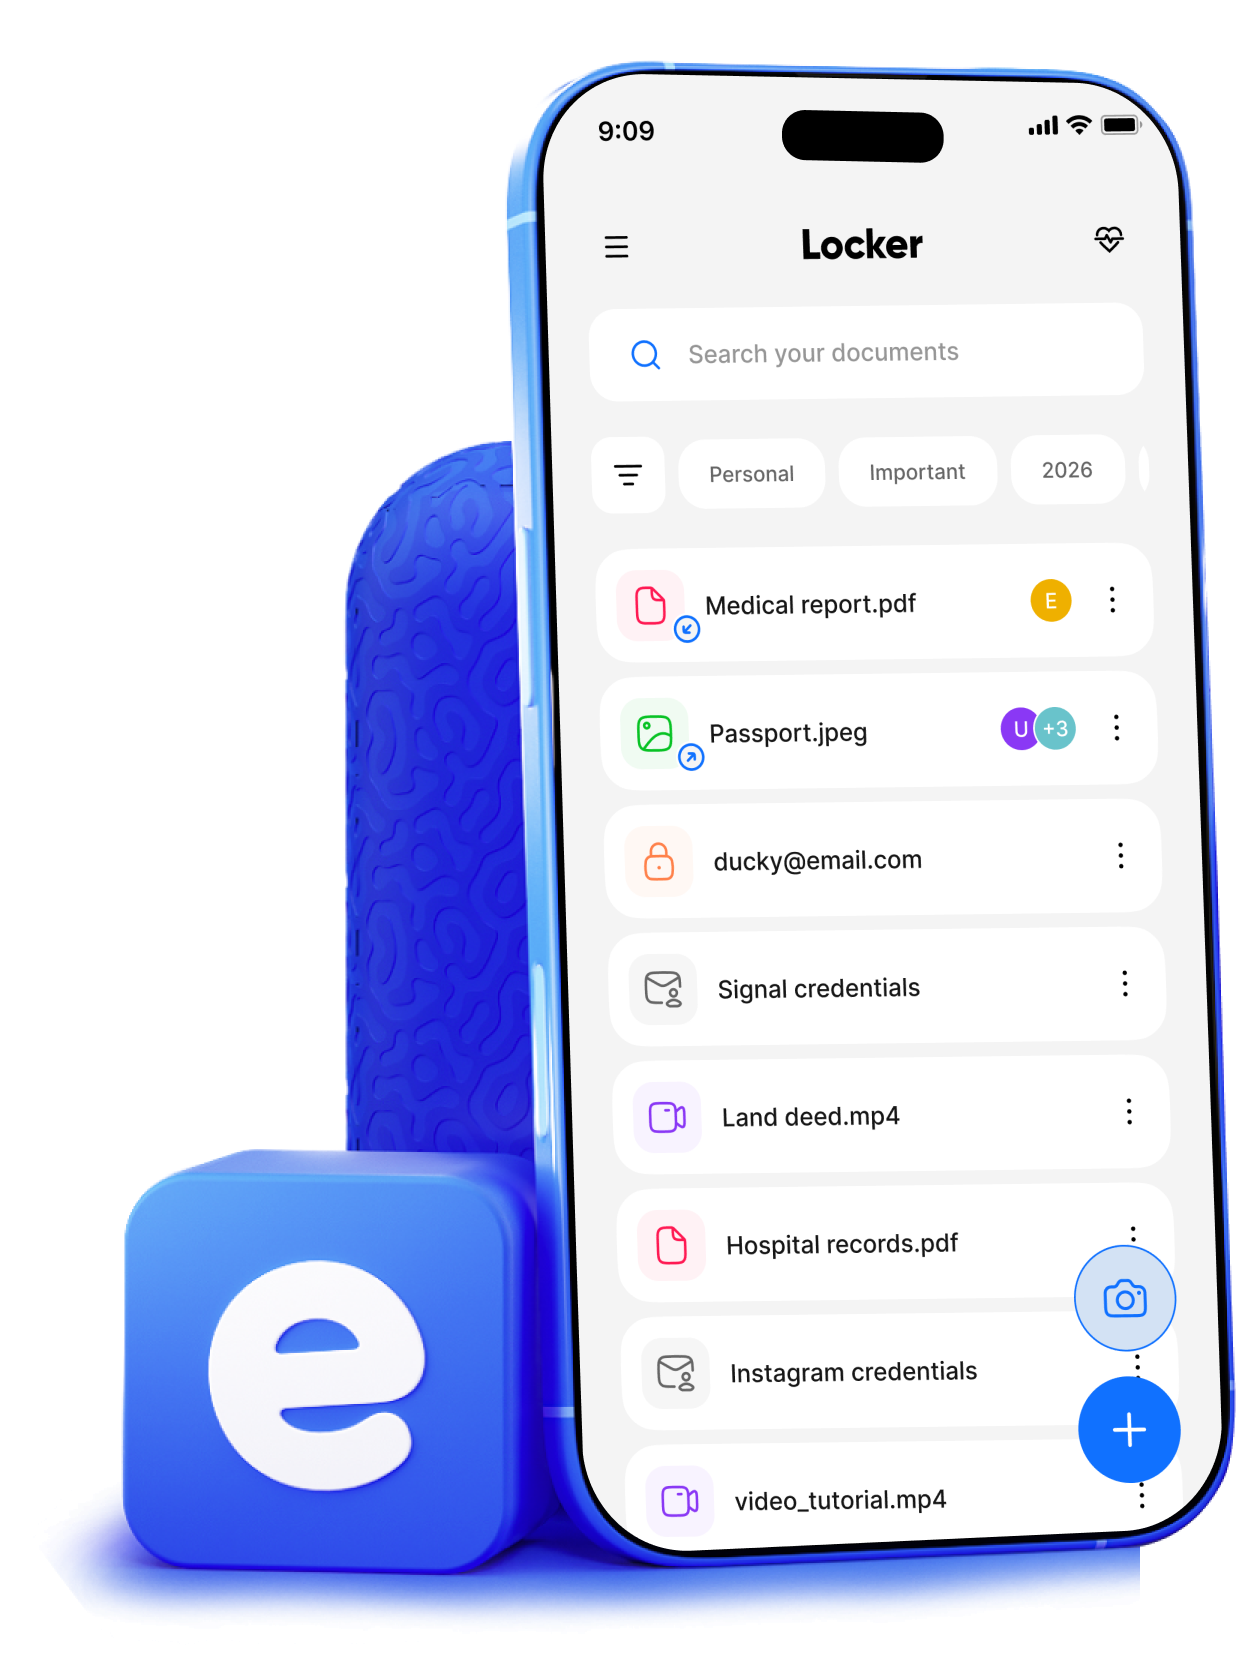 9:09
Locker
Search your documents
Personal
Important
2026
Medical report.pdf
E
Passport.jpeg
U
+3
ducky@email.com
Signal credentials
Land deed.mp4
Hospital records.pdf
Instagram credentials
video_tutorial.mp4
e